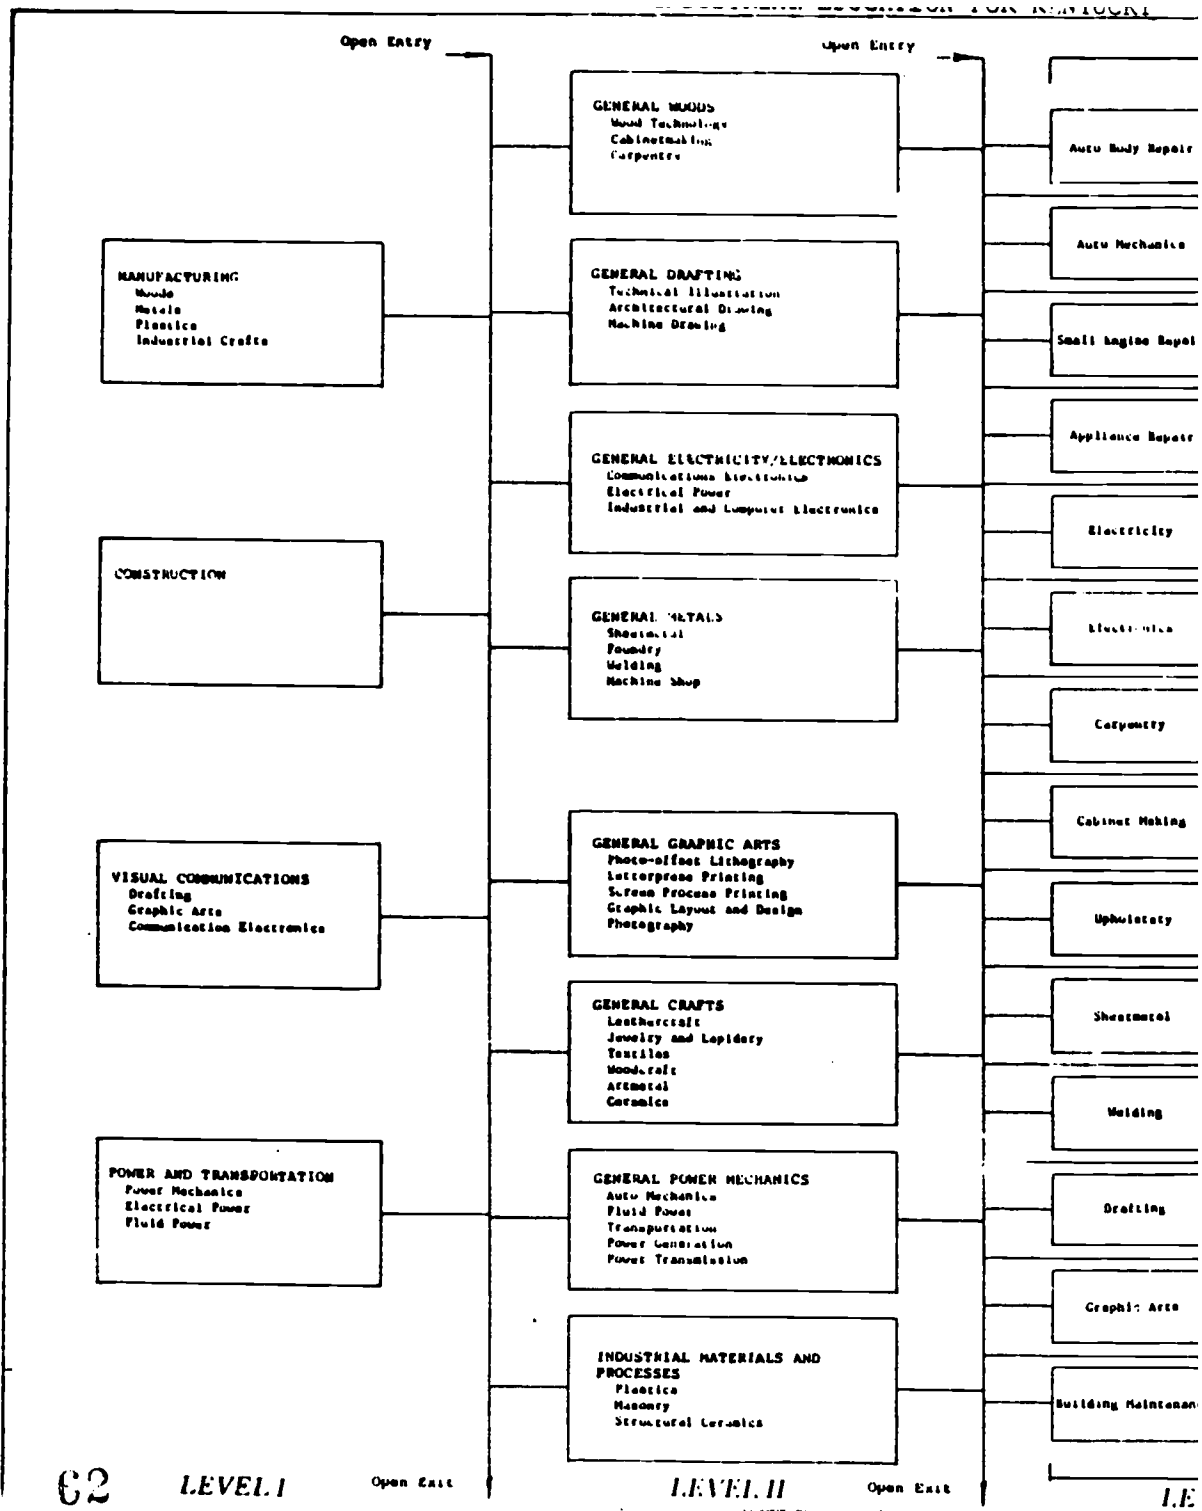 EDUCATION FOR KENTUCKY
Open Entry
Open Entry
MANUFACTURING
Woods
Metals
Plastics
Industrial Crafts
CONSTRUCTION
VISUAL COMMUNICATIONS
Drafting
Graphic Arts
Communication Electronics
POWER AND TRANSPORTATION
Power Mechanics
Electrical Power
Fluid Power
GENERAL WOODS
Wood Technology
Cabinetmaking
Carpentry
GENERAL DRAFTING
Technical Illustration
Architectural Drawing
Machine Drawing
GENERAL ELECTRICITY/ELECTRONICS
Communications Electronics
Electrical Power
Industrial and Computer Electronics
GENERAL METALS
Sheetmetal
Foundry
Welding
Machine Shop
GENERAL GRAPHIC ARTS
Photo-offset Lithography
Letterpress Printing
Screen Process Printing
Graphic Layout and Design
Photography
GENERAL CRAFTS
Leathercraft
Jewelry and Lapidary
Textiles
Woodcraft
Artmetal
Ceramics
GENERAL POWER MECHANICS
Auto Mechanics
Fluid Power
Transportation
Power Generation
Power Transmission
INDUSTRIAL MATERIALS AND
PROCESSES
Plastics
Masonry
Structural Ceramics
Auto Body Repair
Auto Mechanics
Small Engine Repai
Appliance Repair
Electricity
Electronics
Carpentry
Cabinet Making
Upholstery
Sheetmetal
Welding
Drafting
Graphic Arts
Building Maintenan
62
LEVEL I
Open Exit
LEVEL II
Open Exit
LE